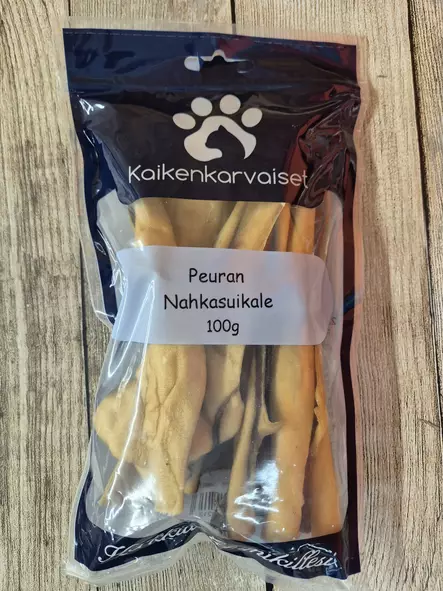 Kaikenkarvaiset
Peuran
Nahkasuikale
100g